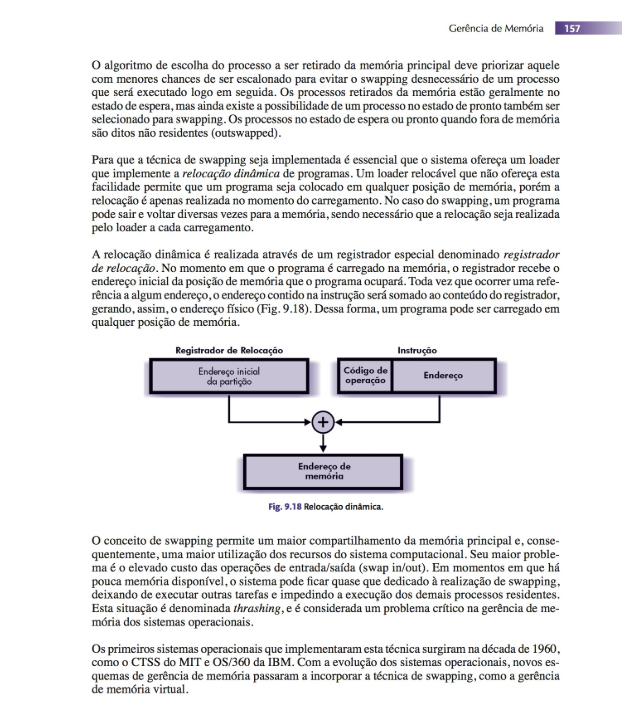 Gerência de Memória 157
O algoritmo de escolha do processo a ser retirado da memória principal deve priorizar aquele
com menores chances de ser escalonado para evitar o swapping desnecessário de um processo
que será executado logo em seguida. Os processos retirados da memória estão geralmente no
estado de espera, mas ainda existe a possibilidade de um processo no estado de pronto também ser
selecionado para swapping. Os processos no estado de espera ou pronto quando fora de memória
são ditos não residentes (outswapped).
Para que a técnica de swapping seja implementada é essencial que o sistema ofereça um loader
que implemente a relocação dinâmica de programas. Um loader relocável que não ofereça esta
facilidade permite que um programa seja colocado em qualquer posição de memória, porém a
relocação é apenas realizada no momento do carregamento. No caso do swapping, um programa
pode sair e voltar diversas vezes para a memória, sendo necessário que a relocação seja realizada
pelo loader a cada carregamento.
A relocação dinâmica é realizada através de um registrador especial denominado registrador
de relocação. No momento em que o programa é carregado na memória, o registrador recebe o
endereço inicial da posição de memória que o programa ocupará. Toda vez que ocorrer uma refe-
rência a algum endereço, o endereço contido na instrução será somado ao conteúdo do registrador,
gerando, assim, o endereço físico (Fig. 9.18). Dessa forma, um programa pode ser carregado em
qualquer posição de memória.
Registrador de Relocação
Endereço inicial
da partição
Instrução
Código de
operação
Endereço
+
Endereço de
memória
Fig. 9.18 Relocação dinâmica.
O conceito de swapping permite um maior compartilhamento da memória principal e, conse-
quentemente, uma maior utilização dos recursos do sistema computacional. Seu maior proble-
ma é o elevado custo das operações de entrada/saída (swap in/out). Em momentos em que há
pouca memória disponível, o sistema pode ficar quase que dedicado à realização de swapping,
deixando de executar outras tarefas e impedindo a execução dos demais processos residentes.
Esta situação é denominada thrashing, e é considerada um problema crítico na gerência de me-
mória dos sistemas operacionais.
Os primeiros sistemas operacionais que implementaram esta técnica surgiram na década de 1960,
como o CTSS do MIT e OS/360 da IBM. Com a evolução dos sistemas operacionais, novos es-
quemas de gerência de memória passaram a incorporar a técnica de swapping, como a gerência
de memória virtual.